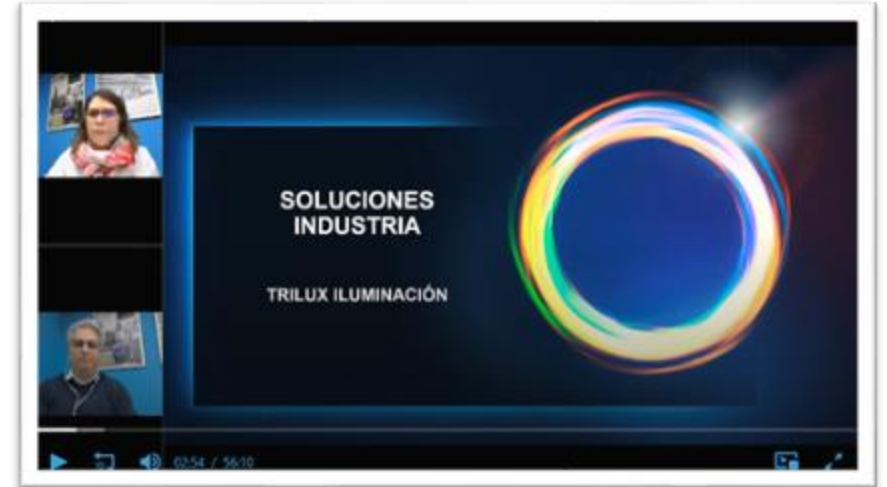 SOLUCIONES
INDUSTRIA
TRILUX ILUMINACIÓN
02:54 / 56:10